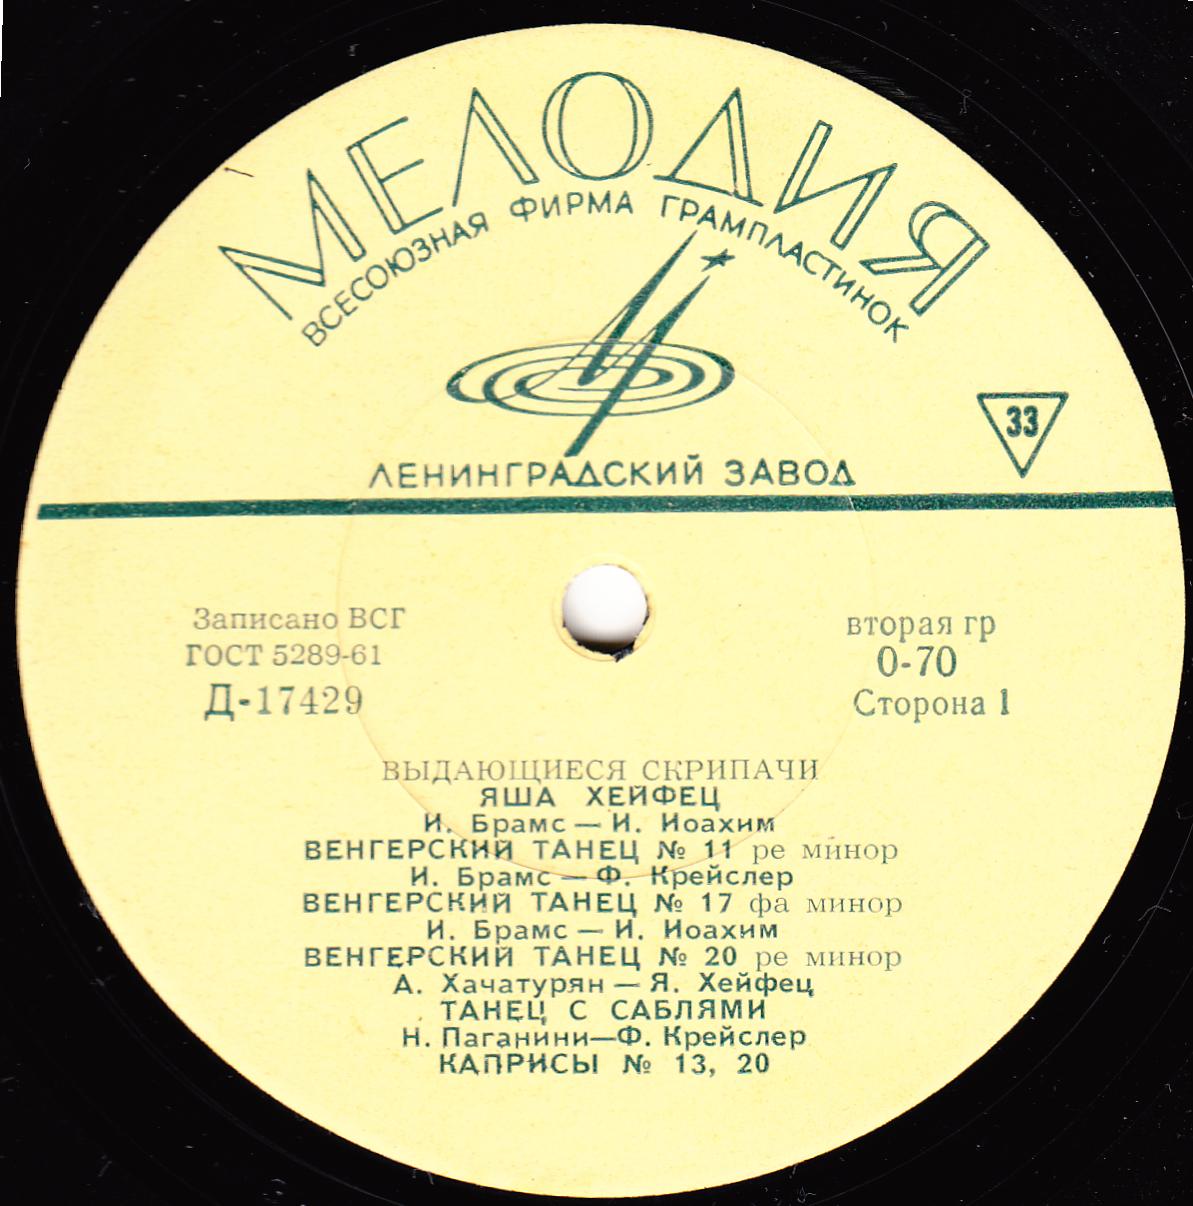 МЕЛОДИЯ
ВСЕСОЮЗНАЯ ФИРМА ГРАМПЛАСТИНОК
33
ЛЕНИНГРАДСКИЙ ЗАВОД
Записано ВСГ
ГОСТ 5289-61
Д-17429
вторая гр
0-70
Сторона 1
ВЫДАЮЩИЕСЯ СКРИПАЧИ
ЯША ХЕЙФЕЦ
И. Брамс — И. Иоахим
ВЕНГЕРСКИЙ ТАНЕЦ № 11 ре минор
И. Брамс — Ф. Крейслер
ВЕНГЕРСКИЙ ТАНЕЦ № 17 фа минор
И. Брамс — И. Иоахим
ВЕНГЕРСКИЙ ТАНЕЦ № 20 ре минор
А. Хачатурян — Я. Хейфец
ТАНЕЦ С САБЛЯМИ
Н. Паганини—Ф. Крейслер
КАПРИСЫ № 13, 20